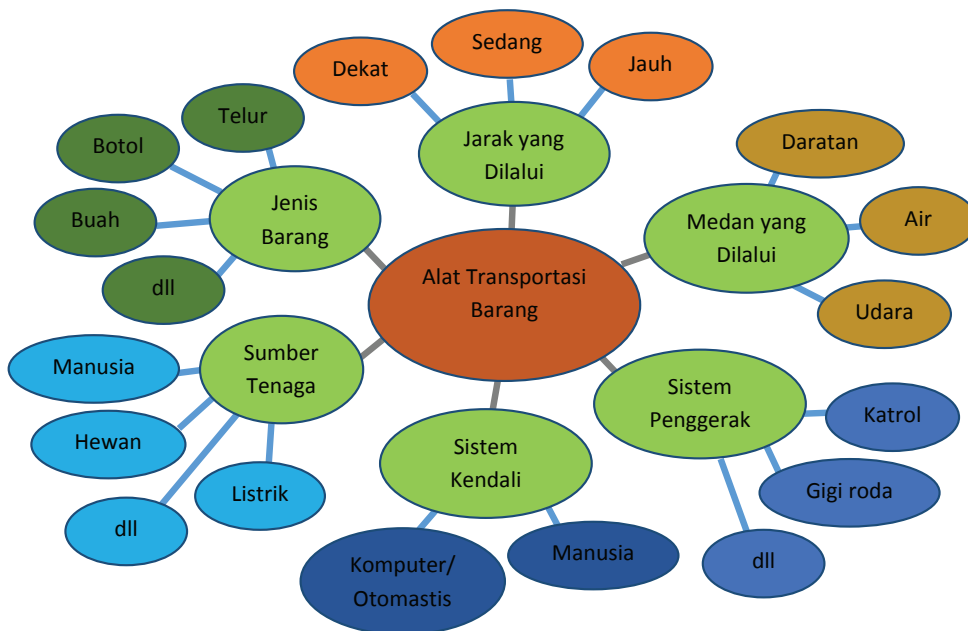 Alat Transportasi
Barang
Jarak yang
Dilalui
Dekat
Sedang
Jauh
Medan yang
Dilalui
Daratan
Air
Udara
Sistem
Penggerak
Katrol
Gigi roda
dll
Sistem
Kendali
Manusia
Komputer/
Otomastis
Sumber
Tenaga
Listrik
dll
Hewan
Manusia
Jenis
Barang
dll
Buah
Botol
Telur